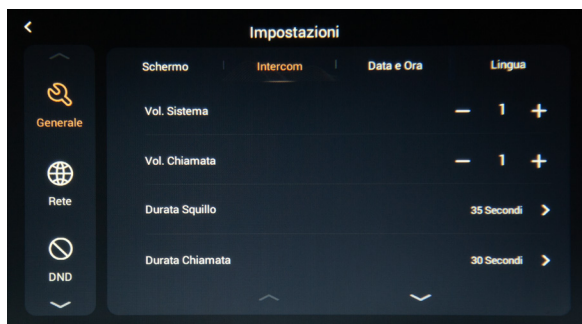 Impostazioni
Schermo Intercom Data e Ora Lingua
Generale
Rete
DND
Vol. Sistema 1
Vol. Chiamata 1
Durata Squillo 35 Secondi
Durata Chiamata 30 Secondi